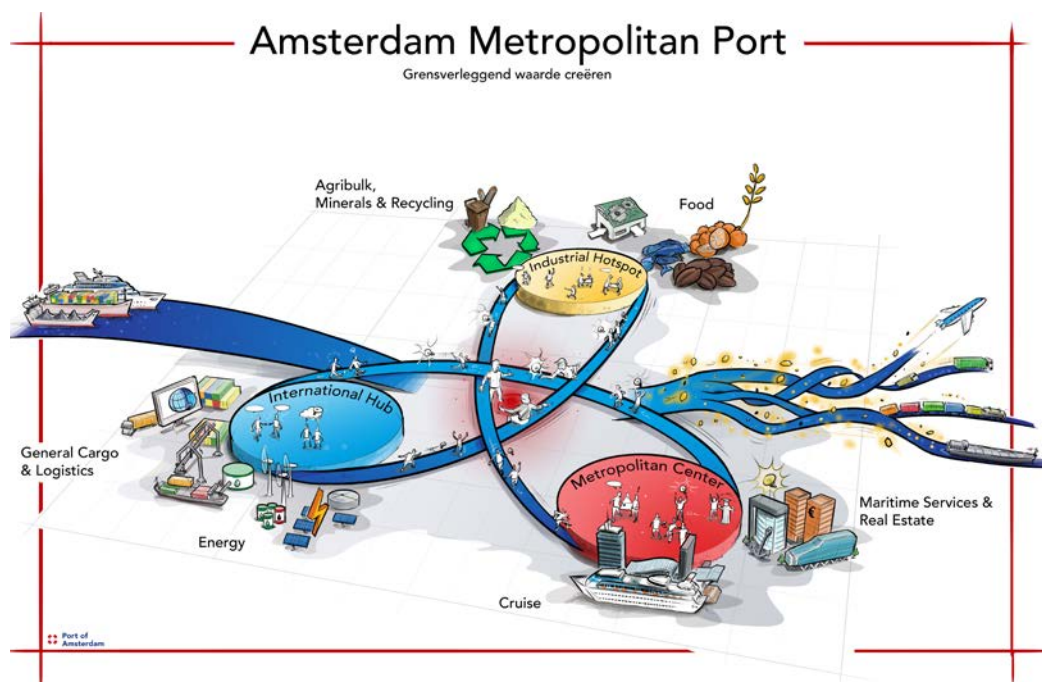 Amsterdam Metropolitan Port
Grensverleggend waarde creëren
Agribulk,
Minerals & Recycling
Food
Industrial Hotspot
International Hub
General Cargo
& Logistics
Metropolitan Center
Maritime Services &
Real Estate
Energy
Cruise
Port of
Amsterdam